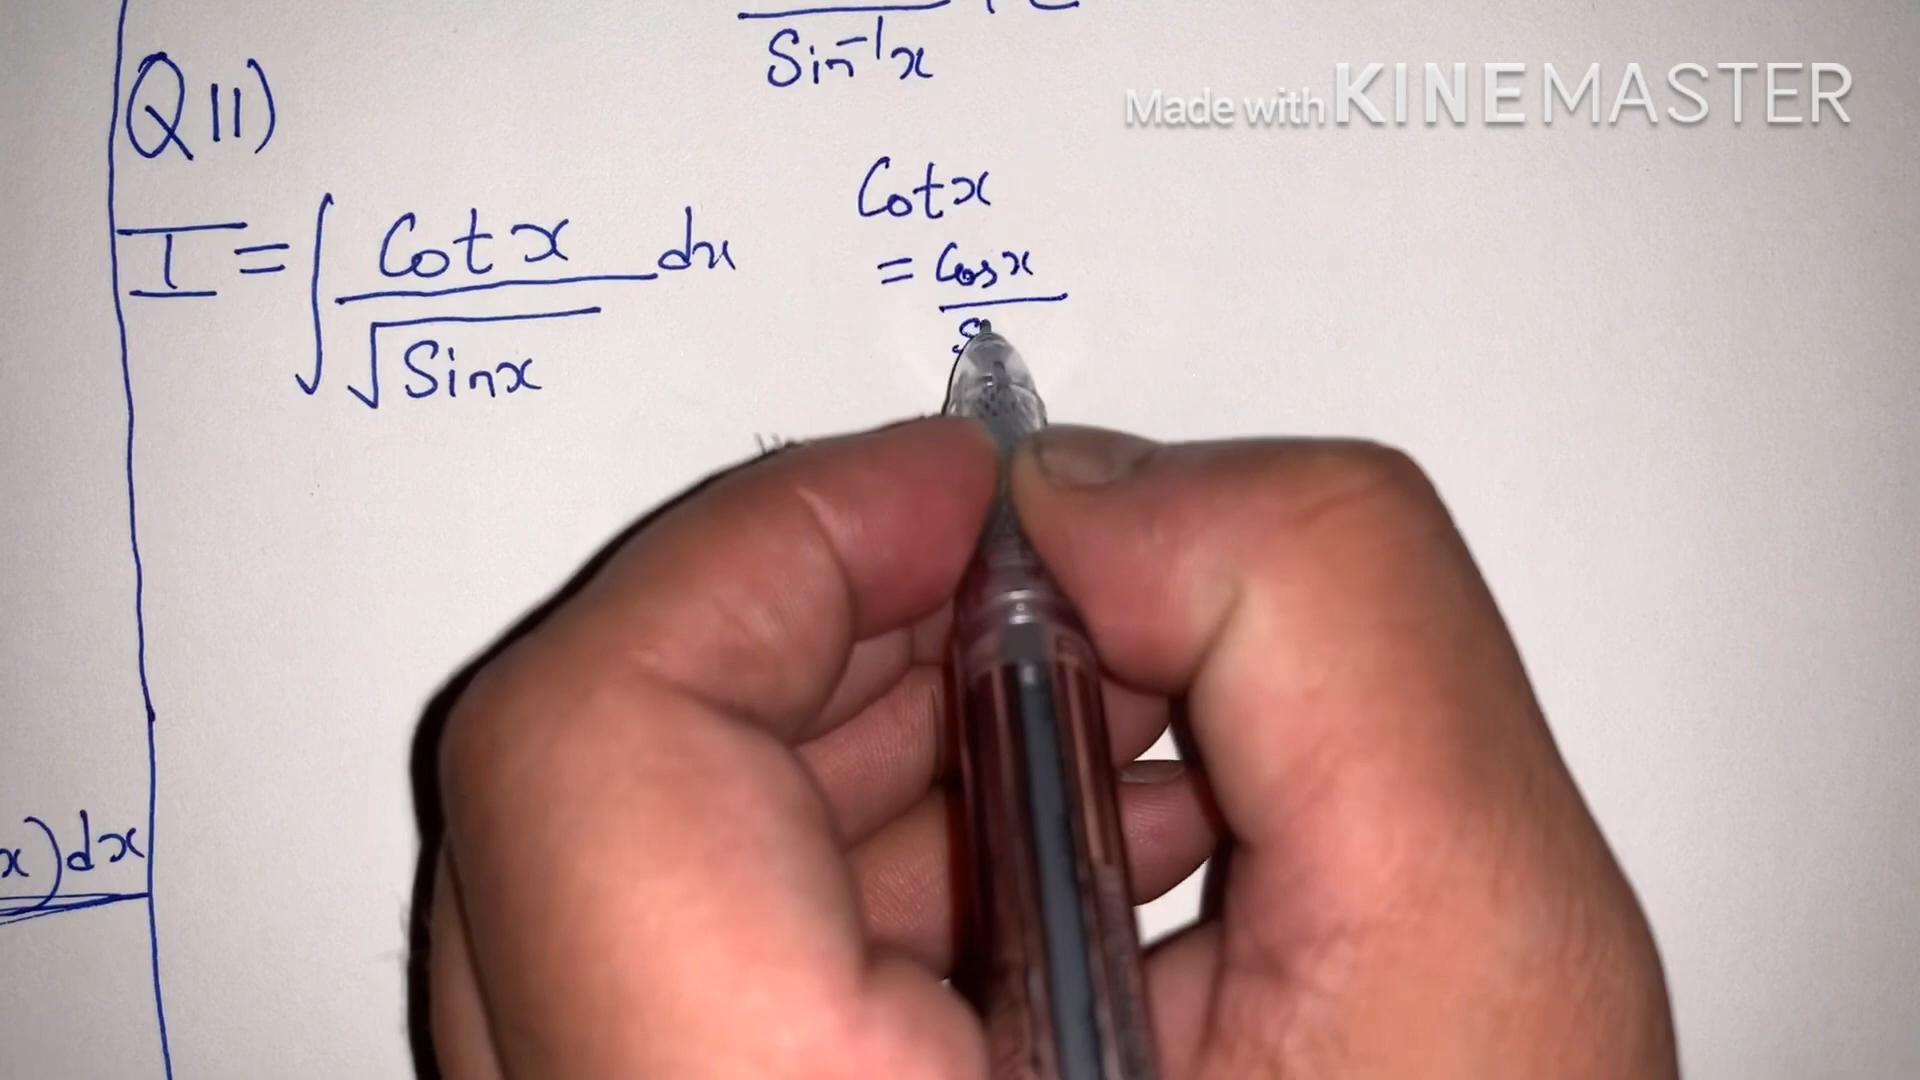 Sin⁻¹x
Made with KINEMASTER
Q11)
I = ∫ Cotx / √Sinx dx
Cotx
= Cosx
S
x)dx